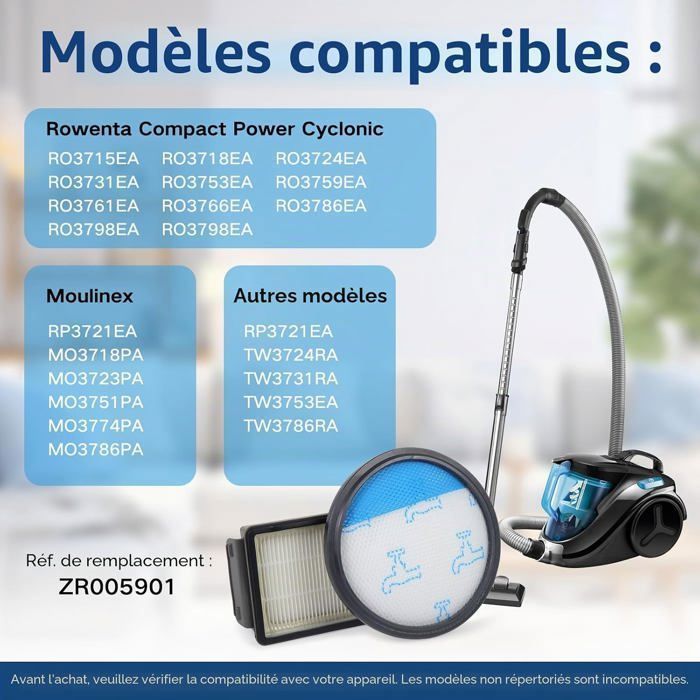 Modèles compatibles :
Rowenta Compact Power Cyclonic
RO3715EA RO3718EA RO3724EA
RO3731EA RO3753EA RO3759EA
RO3761EA RO3766EA RO3786EA
RO3798EA RO3798EA
Moulinex
RP3721EA
MO3718PA
MO3723PA
MO3751PA
MO3774PA
MO3786PA
Autres modèles
RP3721EA
TW3724RA
TW3731RA
TW3753EA
TW3786RA
Réf. de remplacement :
ZR005901
Avant l'achat, veuillez vérifier la compatibilité avec votre appareil. Les modèles non répertoriés sont incompatibles.